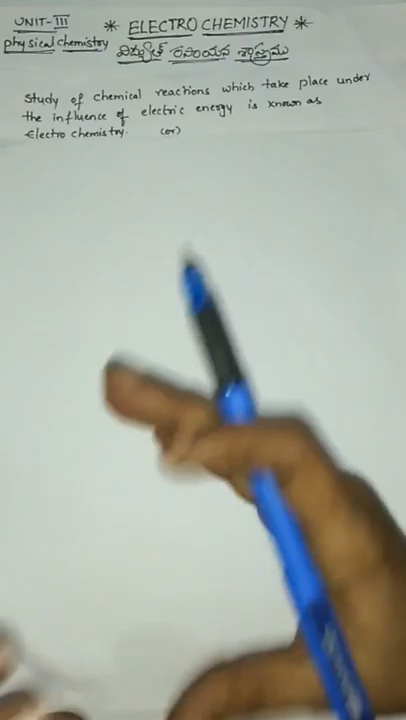 UNIT-III
* ELECTRO CHEMISTRY *
physical chemistry
విద్యుత్ రసాయన శాస్త్రము
Study of chemical reactions which take place under
the influence of electric energy is known as
Electro chemistry. (or)